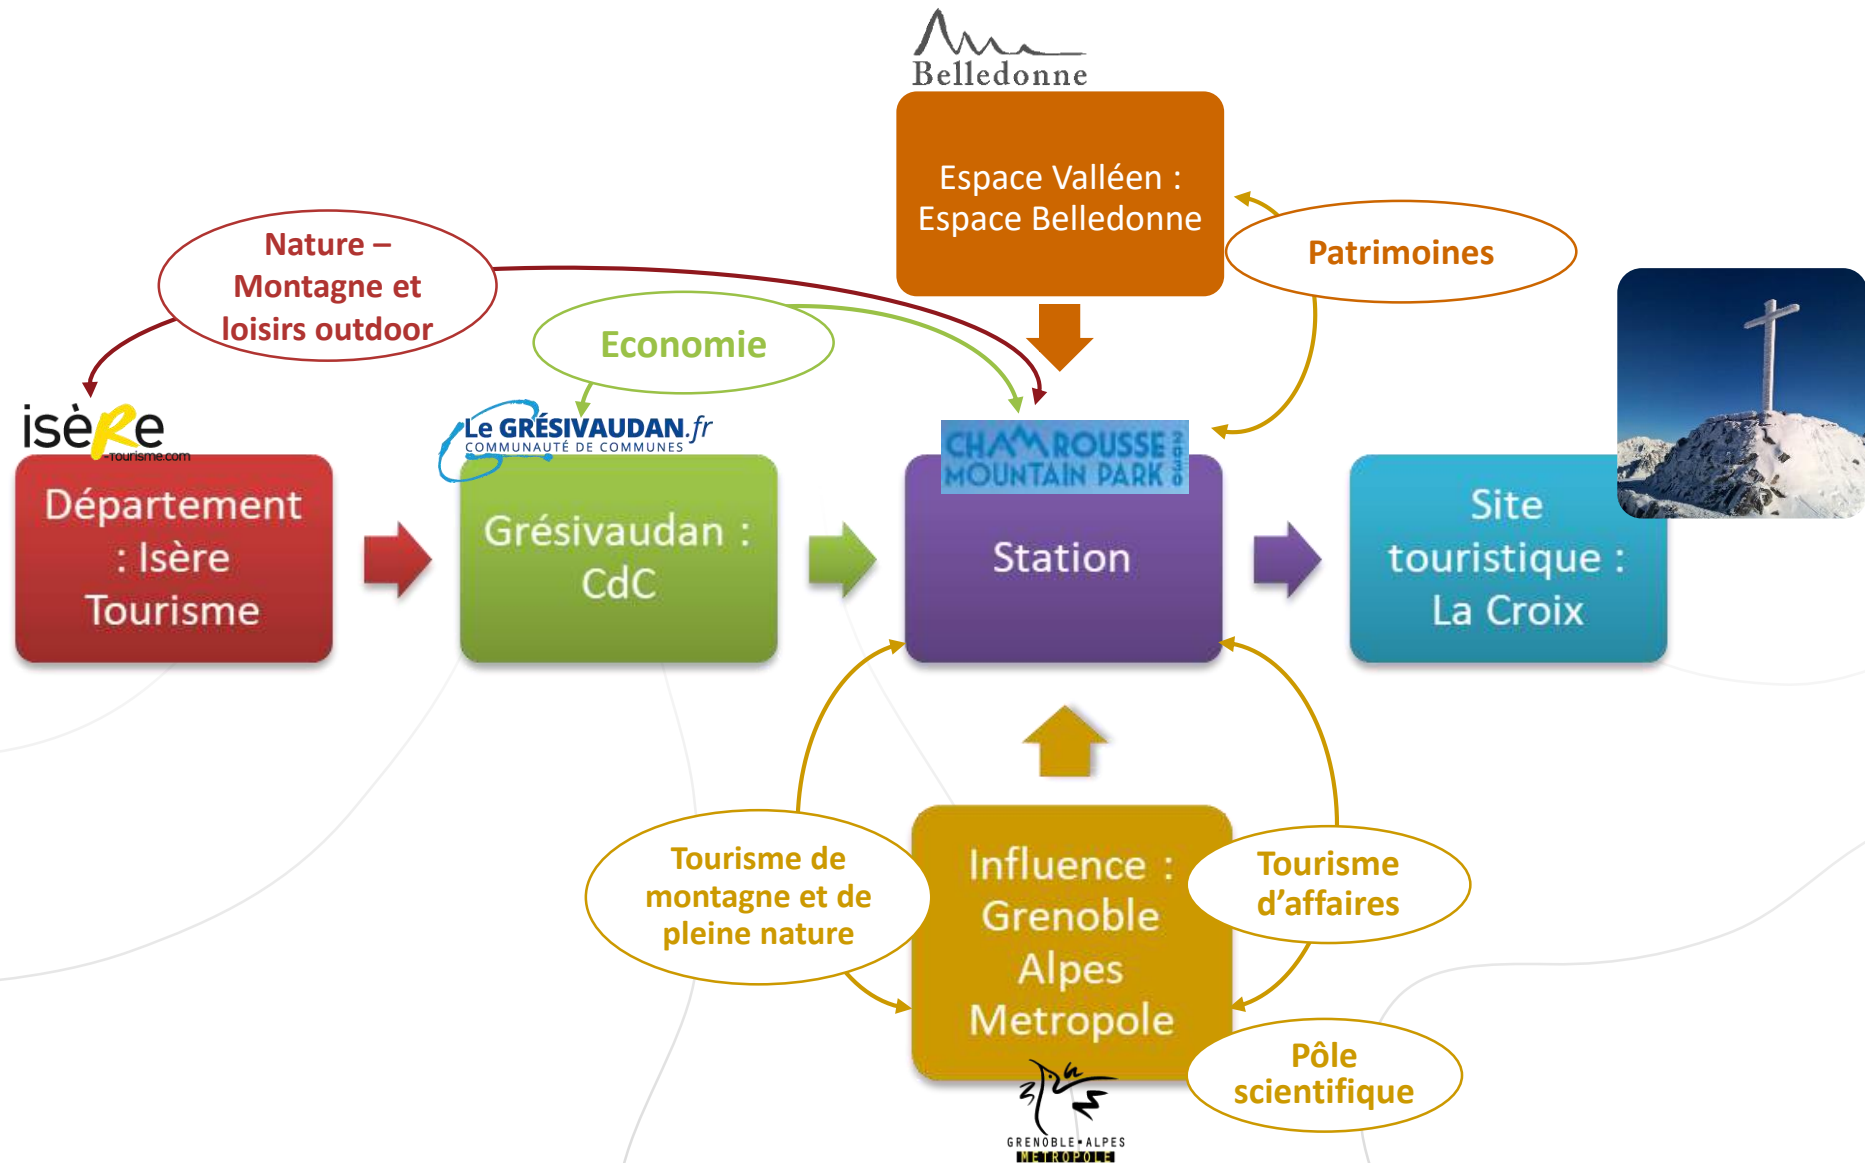 Belledonne
Espace Valléen :
Espace Belledonne
Patrimoines
Nature –
Montagne et
loisirs outdoor
Economie
isèRe
-Tourisme.com
Le GRÉSIVAUDAN.fr
COMMUNAUTÉ DE COMMUNES
CHAMROUSSE
MOUNTAIN PARK
2030
Département
: Isère
Tourisme
Grésivaudan :
CdC
Station
Site
touristique :
La Croix
Tourisme de
montagne et de
pleine nature
Influence :
Grenoble
Alpes
Metropole
Tourisme
d’affaires
Pôle
scientifique
GRENOBLE-ALPES
METROPOLE